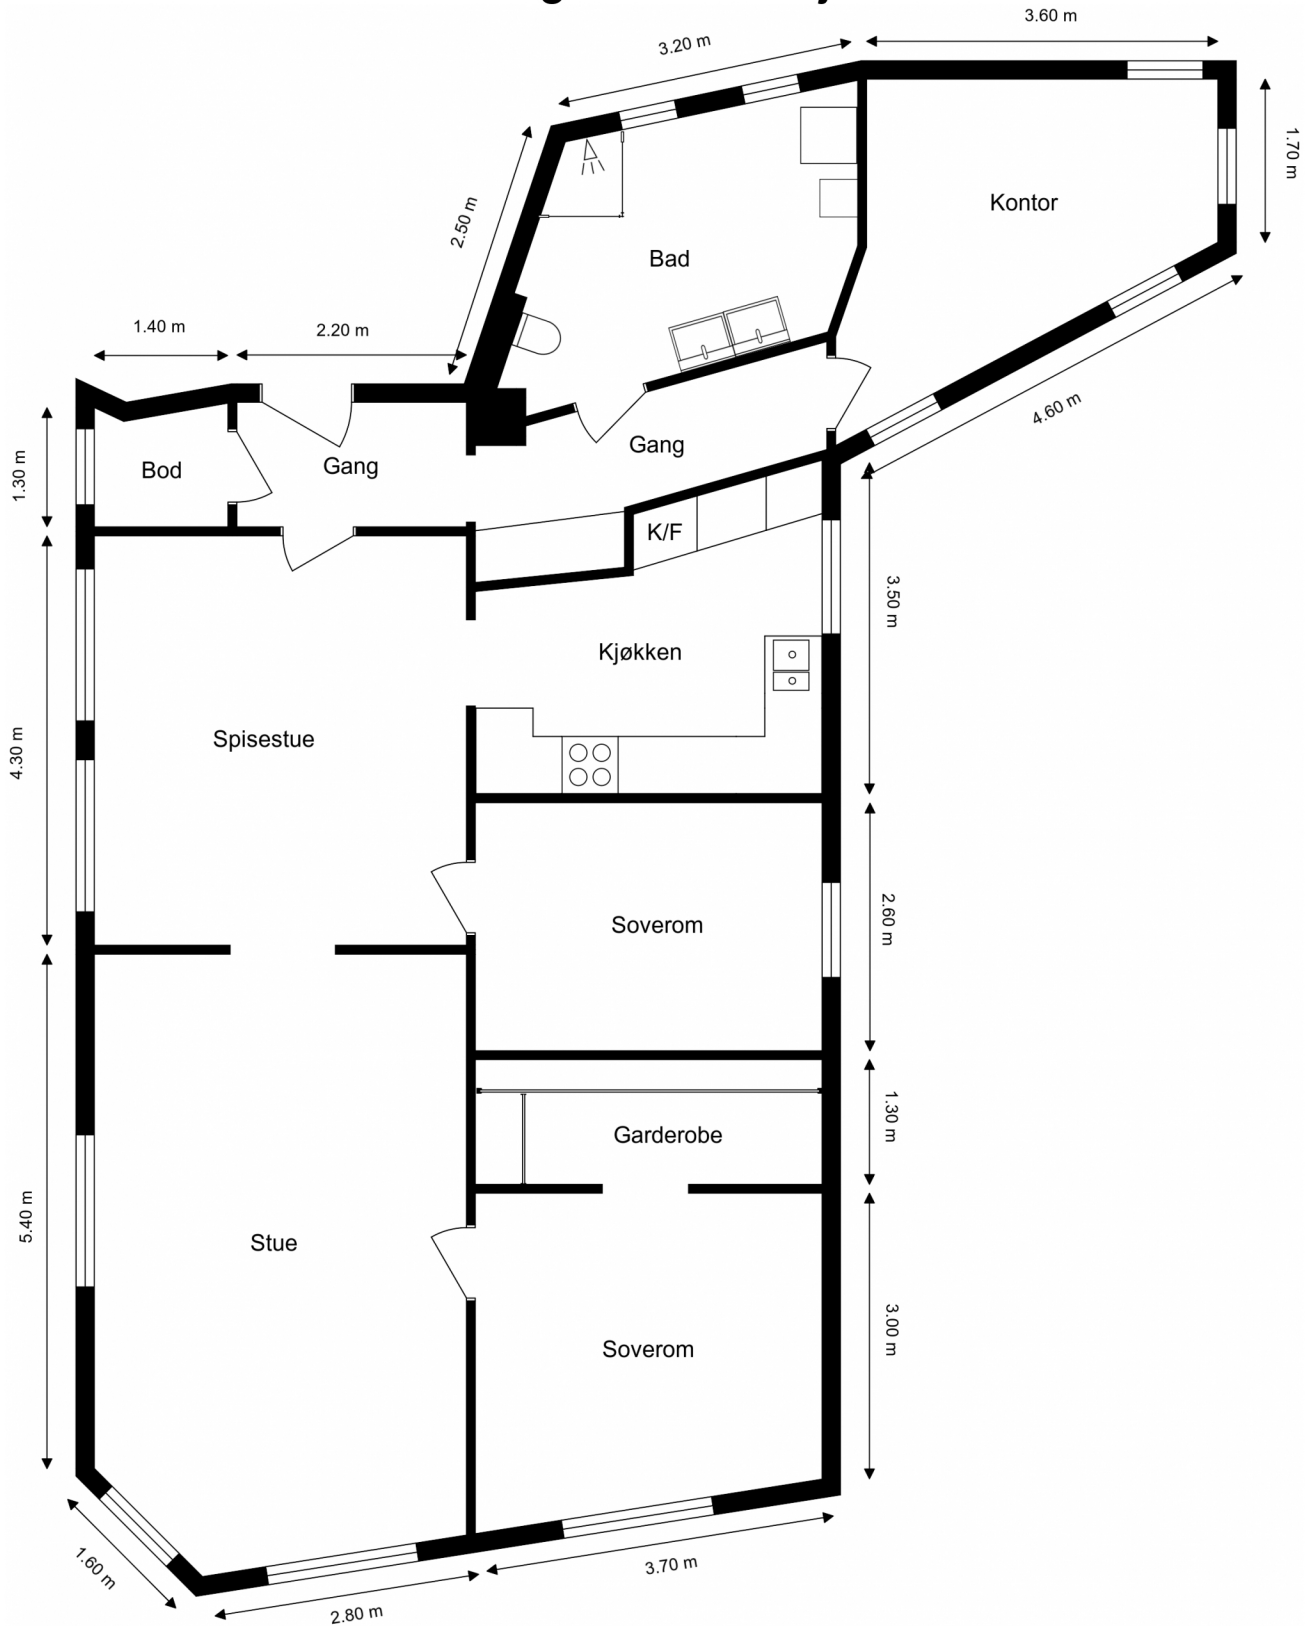 3.60 m
3.20 m
1.70 m
Kontor
2.50 m
Bad
1.40 m
2.20 m
4.60 m
Gang
Bod
Gang
1.30 m
K/F
3.50 m
Kjøkken
Spisestue
4.30 m
2.60 m
Soverom
1.30 m
Garderobe
5.40 m
Stue
3.00 m
Soverom
1.60 m
3.70 m
2.80 m